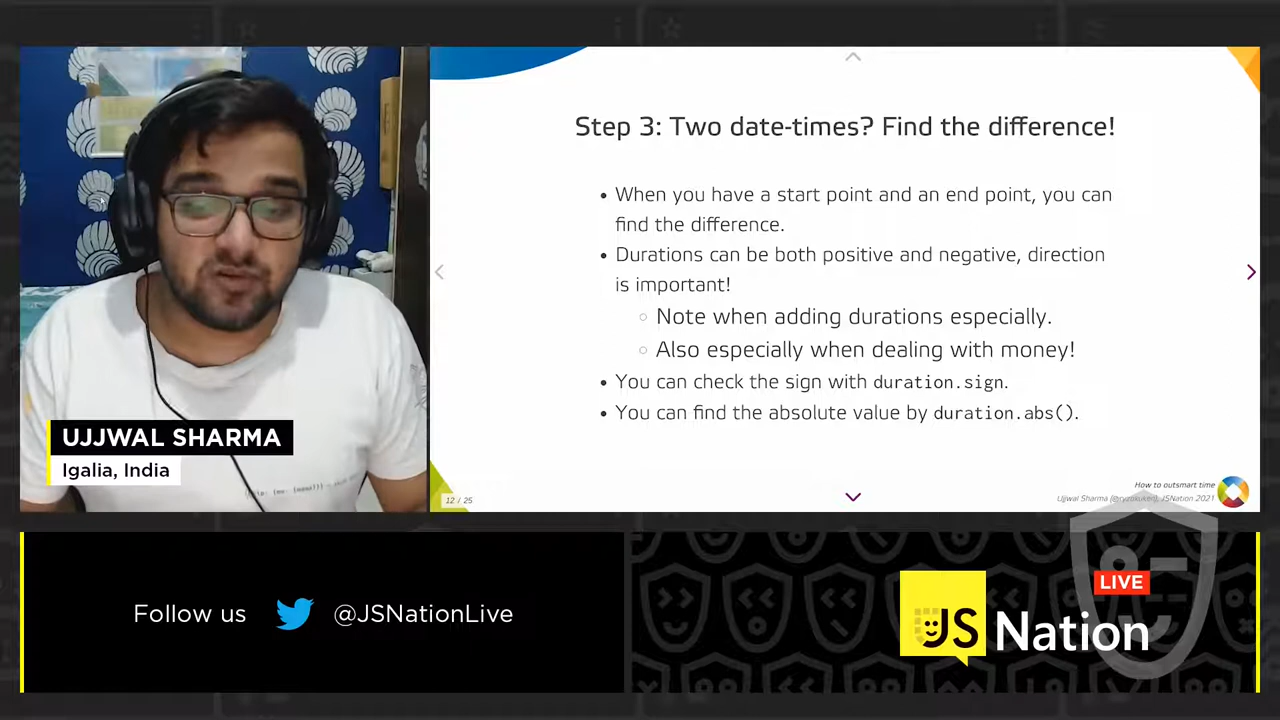 Step 3: Two date-times? Find the difference!
When you have a start point and an end point, you can
find the difference.
Durations can be both positive and negative, direction
is important!
Note when adding durations especially.
Also especially when dealing with money!
You can check the sign with duration.sign.
You can find the absolute value by duration.abs().
12 / 25
How to outsmart time
Ujjwal Sharma (@ryzokuken), JSNation 2021
UJJWAL SHARMA
Igalia, India
Follow us
@JSNationLive
LIVE
JS Nation